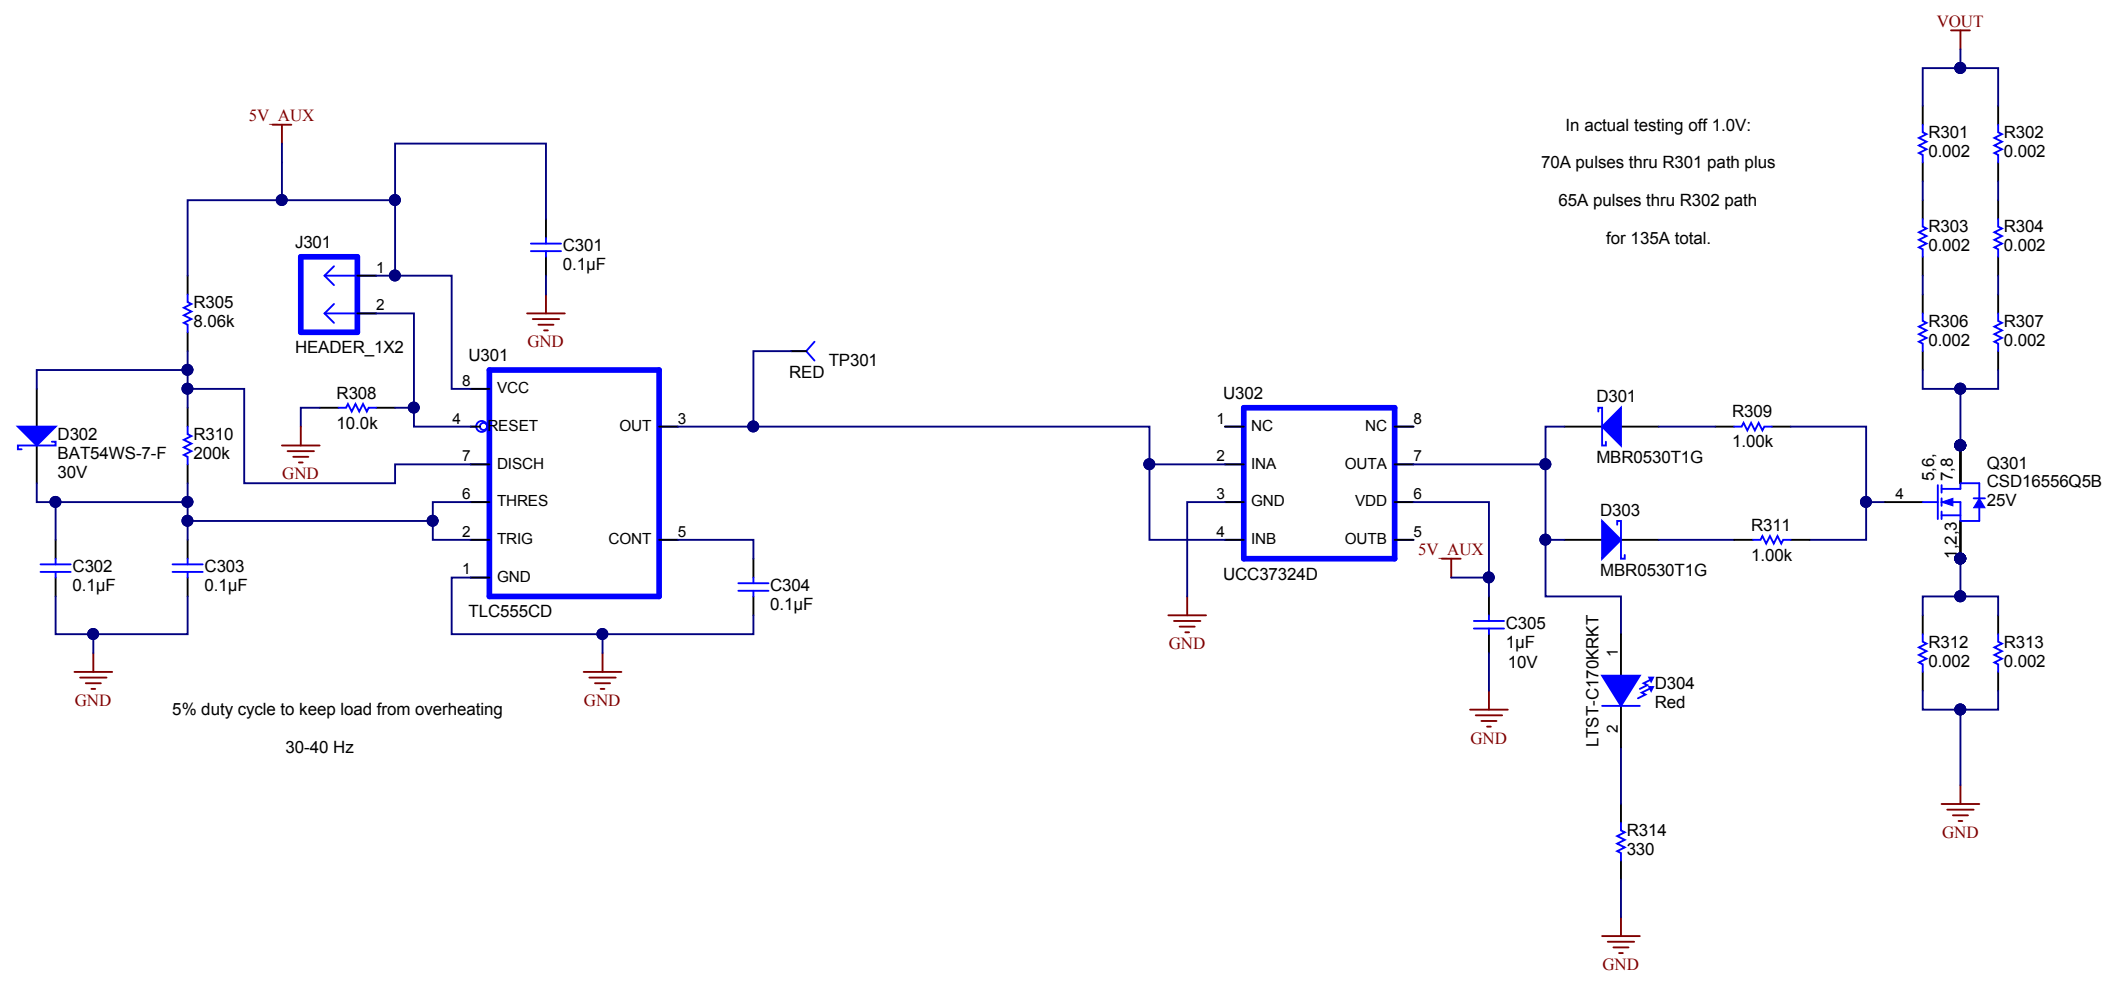 VOUT
5V_AUX
In actual testing off 1.0V:
70A pulses thru R301 path plus
65A pulses thru R302 path
for 135A total.
R301
0.002
R302
0.002
R303
0.002
R304
0.002
R306
0.002
R307
0.002
J301
1
2
HEADER_1X2
C301
0.1µF
GND
R305
8.06k
U301
TP301
RED
R308
10.0k
GND
8
VCC
4
RESET
7
DISCH
6
THRES
2
TRIG
1
GND
OUT
3
CONT
5
TLC555CD
D302
BAT54WS-7-F
30V
R310
200k
C302
0.1µF
C303
0.1µF
GND
C304
0.1µF
GND
5% duty cycle to keep load from overheating
30-40 Hz
U302
1
NC
2
INA
3
GND
4
INB
NC
8
OUTA
7
VDD
6
OUTB
5
UCC37324D
GND
5V_AUX
C305
1µF
10V
GND
D301
MBR0530T1G
R309
1.00k
D303
MBR0530T1G
R311
1.00k
4
5,6,
7,8
1,2,3
Q301
CSD16556Q5B
25V
R312
0.002
R313
0.002
GND
LTST-C170KRKT
1
2
D304
Red
R314
330
GND